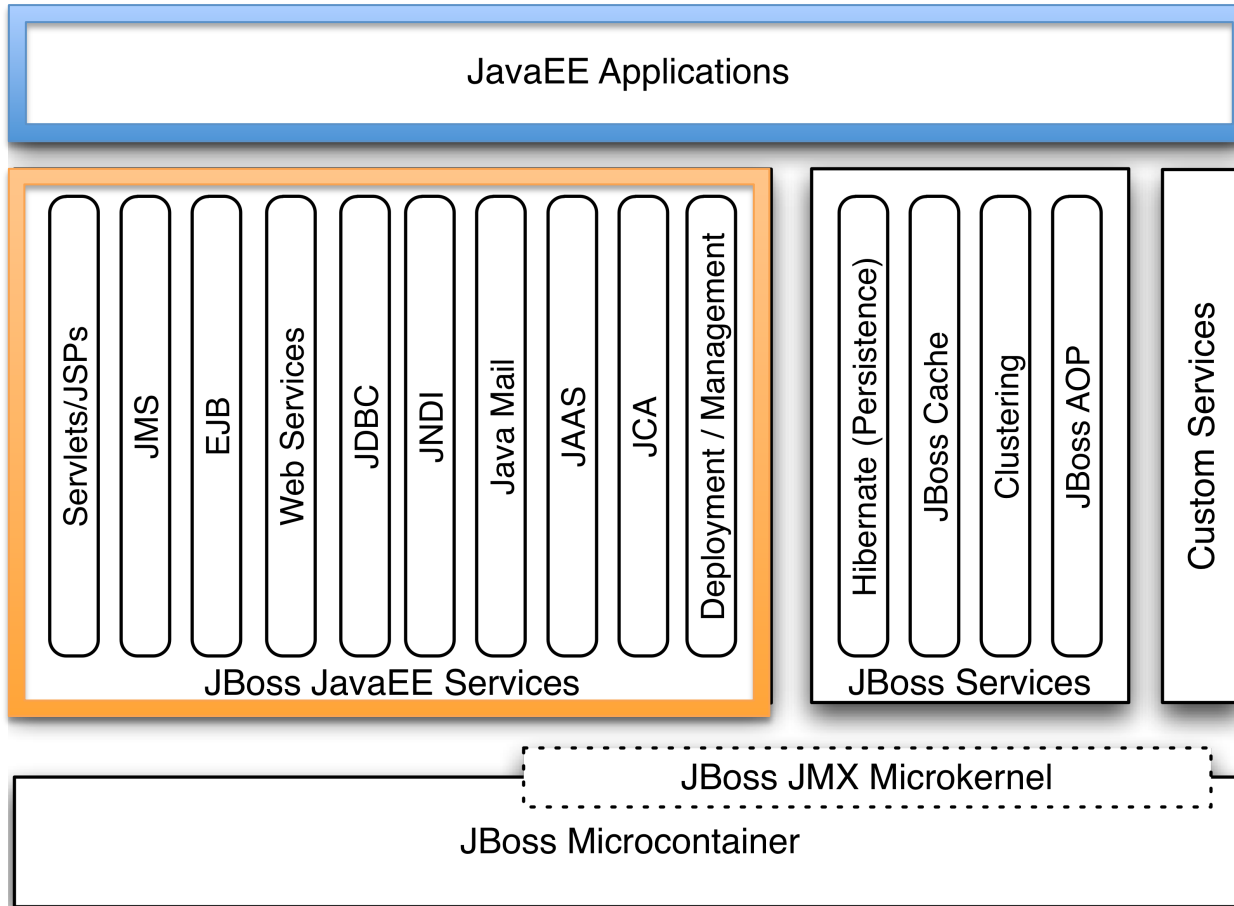 JavaEE Applications
Servlets/JSPs
JMS
EJB
Web Services
JDBC
JNDI
Java Mail
JAAS
JCA
Deployment / Management
JBoss JavaEE Services
Hibernate (Persistence)
JBoss Cache
Clustering
JBoss AOP
JBoss Services
Custom Services
JBoss JMX Microkernel
JBoss Microcontainer